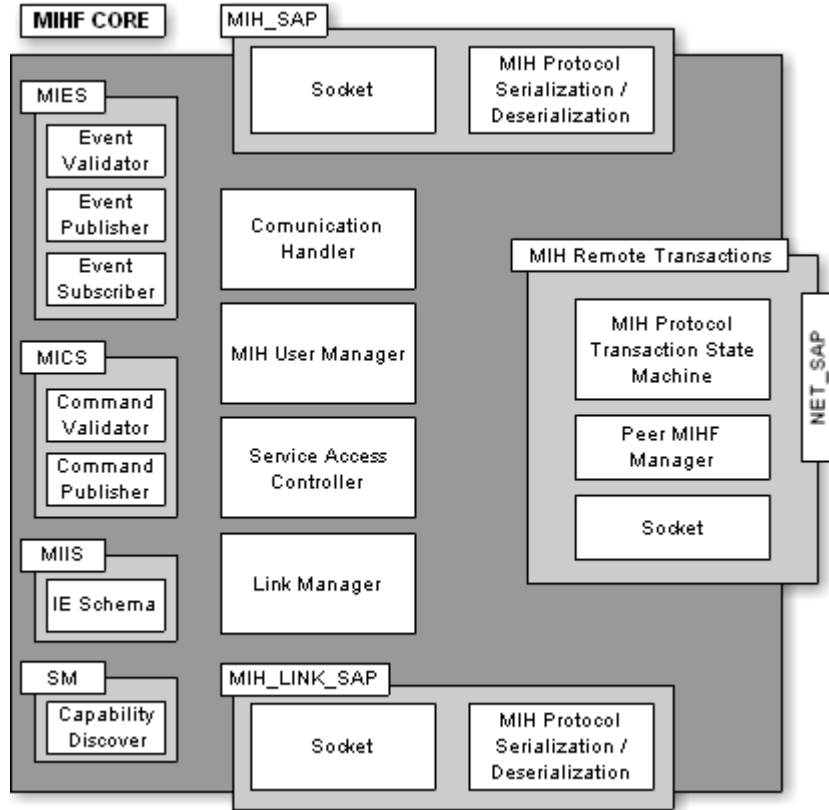 MIHF CORE
MIH_SAP
Socket
MIH Protocol
Serialization /
Deserialization
MIES
Event
Validator
Event
Publisher
Event
Subscriber
MICS
Command
Validator
Command
Publisher
MIIS
IE Schema
SM
Capability
Discover
Comunication
Handler
MIH User Manager
Service Access
Controller
Link Manager
MIH Remote Transactions
MIH Protocol
Transaction State
Machine
Peer MIHF
Manager
Socket
NET_SAP
MIH_LINK_SAP
Socket
MIH Protocol
Serialization /
Deserialization